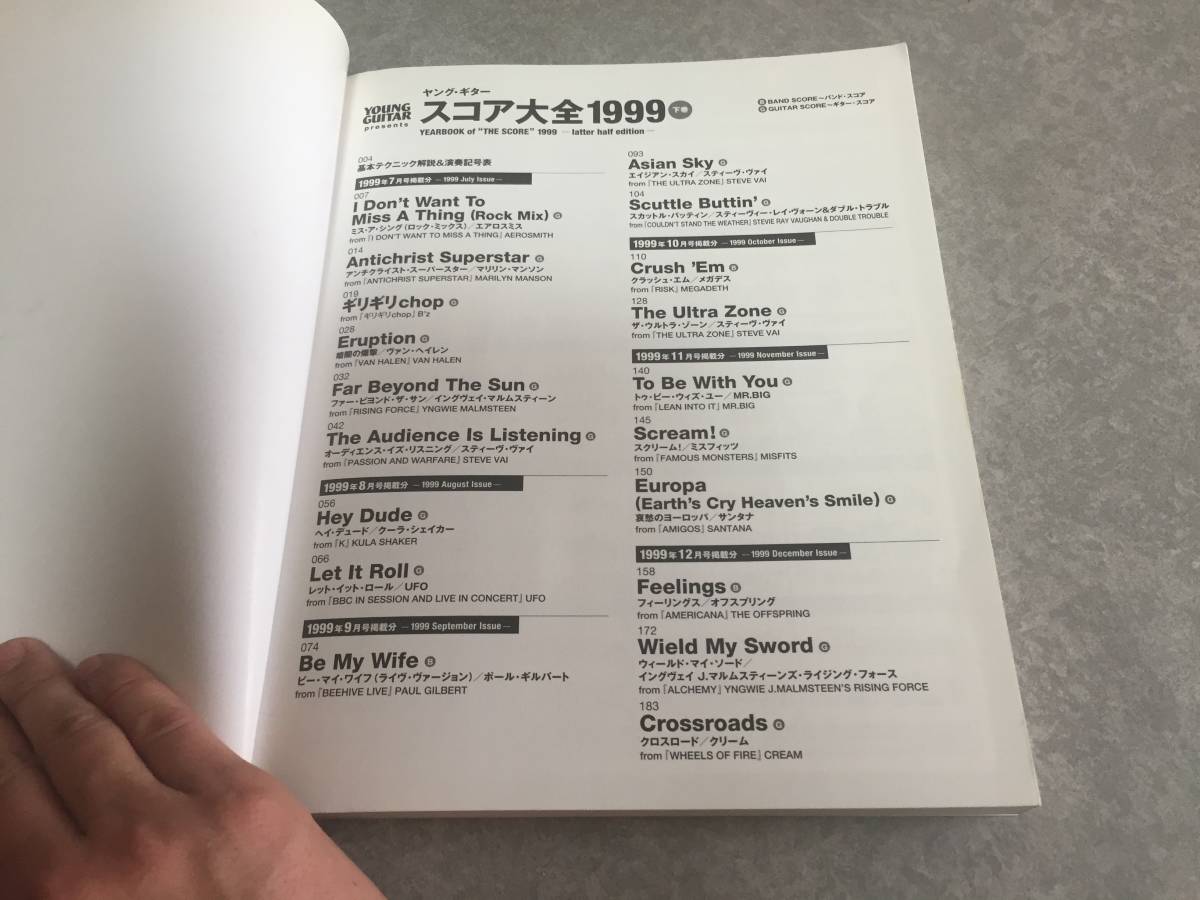 YOUNG
GUITAR
presents
ヤング・ギター
スコア大全1999 下巻
YEARBOOK of "THE SCORE" 1999 — latter half edition —
B BAND SCORE〜バンド・スコア
G GUITAR SCORE〜ギター・スコア
004
基本テクニック解説&演奏記号表
1999年7月号掲載分 — 1999 July Issue —
007
I Don't Want To
Miss A Thing (Rock Mix) G
ミス・ア・シング(ロック・ミックス)/エアロスミス
from『I DON'T WANT TO MISS A THING』AEROSMITH
014
Antichrist Superstar G
アンチクライスト・スーパースター/マリリン・マンソン
from『ANTICHRIST SUPERSTAR』MARILYN MANSON
019
ギリギリchop G
from『ギリギリchop』B'z
028
Eruption G
暗闇の爆撃/ヴァン・ヘイレン
from『VAN HALEN』VAN HALEN
032
Far Beyond The Sun G
ファー・ビヨンド・ザ・サン/イングヴェイ・マルムスティーン
from『RISING FORCE』YNGWIE MALMSTEEN
042
The Audience Is Listening G
オーディエンス・イズ・リスニング/スティーヴ・ヴァイ
from『PASSION AND WARFARE』STEVE VAI
1999年8月号掲載分 — 1999 August Issue —
056
Hey Dude G
ヘイ・デュード/クーラ・シェイカー
from『K』KULA SHAKER
066
Let It Roll G
レット・イット・ロール/UFO
from『BBC IN SESSION AND LIVE IN CONCERT』UFO
1999年9月号掲載分 — 1999 September Issue —
074
Be My Wife B
ビー・マイ・ワイフ(ライヴ・ヴァージョン)/ポール・ギルバート
from『BEEHIVE LIVE』PAUL GILBERT
093
Asian Sky G
エイジアン・スカイ/スティーヴ・ヴァイ
from『THE ULTRA ZONE』STEVE VAI
104
Scuttle Buttin' G
スカットル・バッティン/スティーヴィー・レイ・ヴォーン&ダブル・トラブル
from『COULDN'T STAND THE WEATHER』STEVIE RAY VAUGHAN & DOUBLE TROUBLE
1999年10月号掲載分 — 1999 October Issue —
110
Crush 'Em B
クラッシュ・エム/メガデス
from『RISK』MEGADETH
128
The Ultra Zone G
ザ・ウルトラ・ゾーン/スティーヴ・ヴァイ
from『THE ULTRA ZONE』STEVE VAI
1999年11月号掲載分 — 1999 November Issue —
140
To Be With You G
トゥ・ビー・ウィズ・ユー/MR.BIG
from『LEAN INTO IT』MR.BIG
145
Scream! G
スクリーム!/ミスフィッツ
from『FAMOUS MONSTERS』MISFITS
150
Europa
(Earth's Cry Heaven's Smile) G
哀愁のヨーロッパ/サンタナ
from『AMIGOS』SANTANA
1999年12月号掲載分 — 1999 December Issue —
158
Feelings B
フィーリングス/オフスプリング
from『AMERICANA』THE OFFSPRING
172
Wield My Sword G
ウィールド・マイ・ソード/
イングヴェイ J.マルムスティーンズ・ライジング・フォース
from『ALCHEMY』YNGWIE J.MALMSTEEN'S RISING FORCE
183
Crossroads G
クロスロード/クリーム
from『WHEELS OF FIRE』CREAM